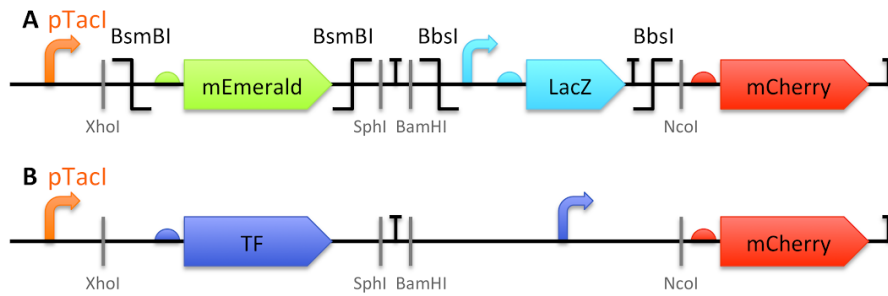 A pTacI
BsmBI BsmBI BbsI BbsI
mEmerald LacZ mCherry
XhoI SphI BamHI NcoI
B pTacI
TF mCherry
XhoI SphI BamHI NcoI